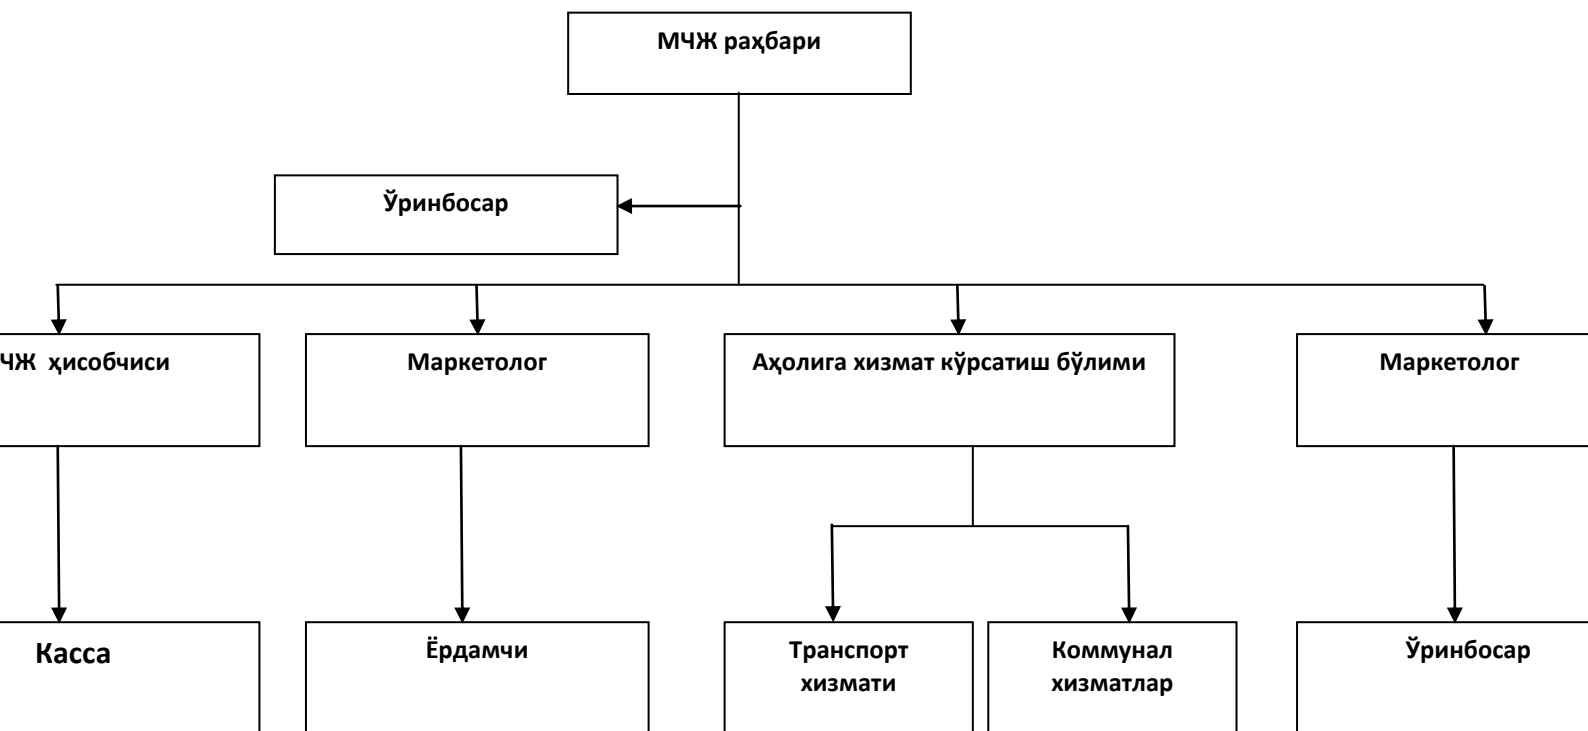 МЧЖ раҳбари
Ўринбосар
ЧЖ ҳисобчиси
Маркетолог
Аҳолига хизмат кўрсатиш бўлими
Маркетолог
Касса
Ёрдамчи
Транспорт
хизмати
Коммунал
хизматлар
Ўринбосар